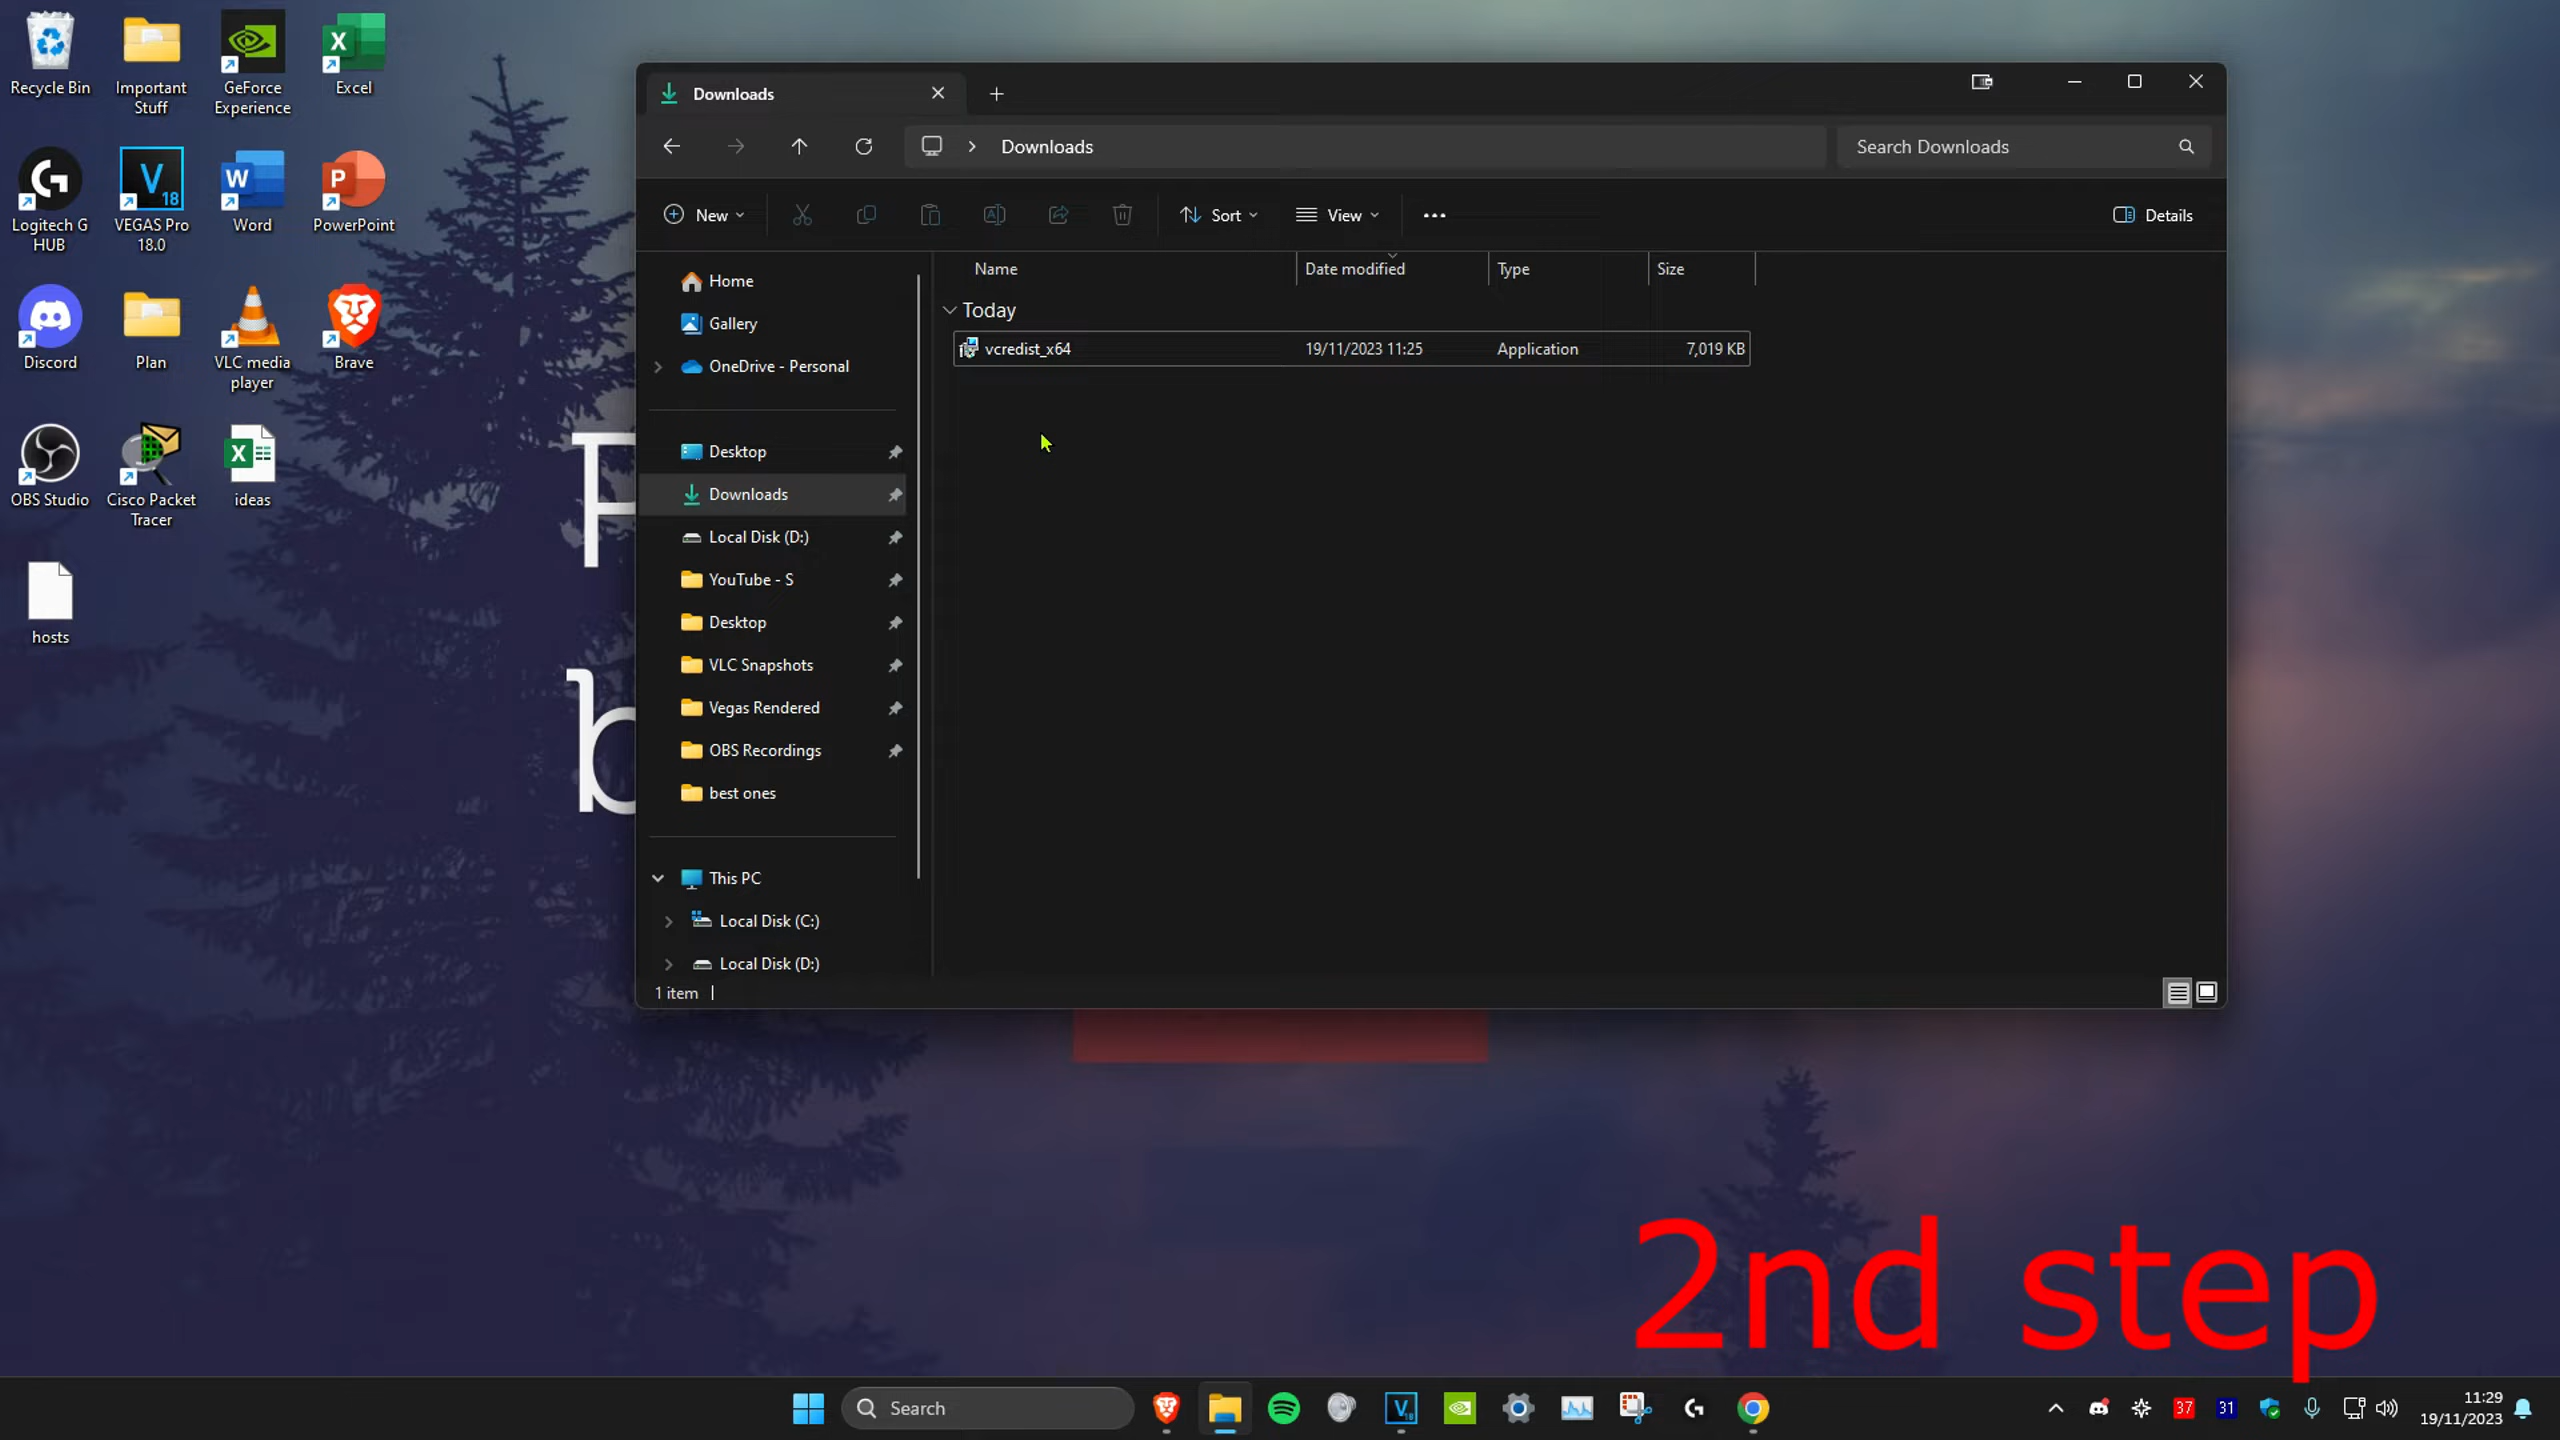 Recycle Bin
Important
Stuff
GeForce
Experience
Excel
Logitech G
HUB
VEGAS Pro
18.0
Word
PowerPoint
Discord
Plan
VLC media
player
Brave
OBS Studio
Cisco Packet
Tracer
ideas
hosts
Downloads
Downloads
Search Downloads
New
Sort
View
Details
Name
Date modified
Type
Size
Today
vcredist_x64
19/11/2023 11:25
Application
7,019 KB
Home
Gallery
OneDrive - Personal
Desktop
Downloads
Local Disk (D:)
YouTube - S
Desktop
VLC Snapshots
Vegas Rendered
OBS Recordings
best ones
This PC
Local Disk (C:)
Local Disk (D:)
1 item
2nd step
Search
37
31
11:29
19/11/2023